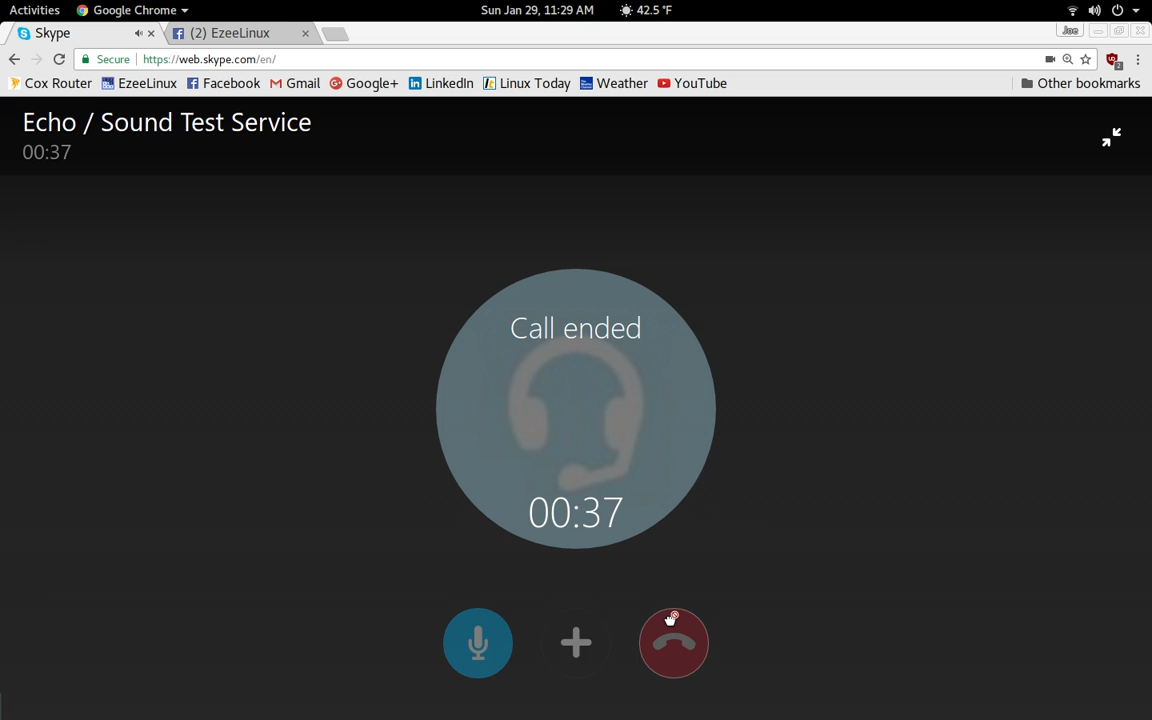 Activities Google Chrome Sun Jan 29, 11:29 AM 42.5 °F
Skype (2) EzeeLinux Joe
Secure https://web.skype.com/en/ 2
Cox Router EzeeLinux Facebook Gmail Google+ LinkedIn Linux Today Weather YouTube Other bookmarks
Echo / Sound Test Service
00:37
Call ended
00:37